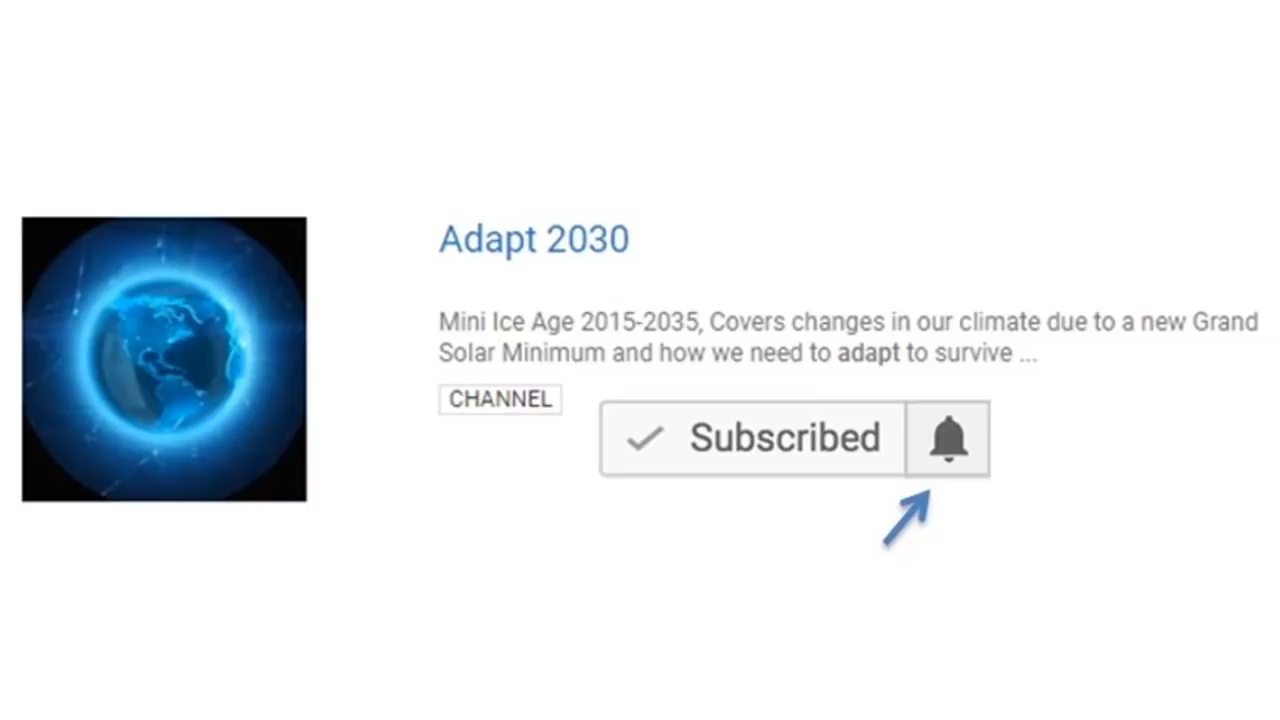 Adapt 2030
Mini Ice Age 2015-2035, Covers changes in our climate due to a new Grand
Solar Minimum and how we need to adapt to survive ...
CHANNEL
Subscribed